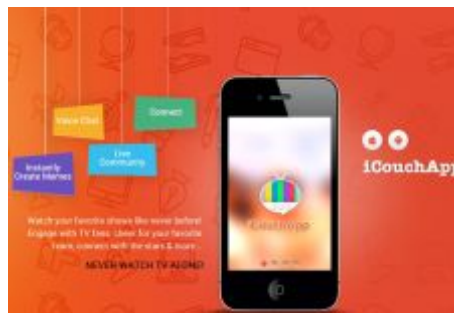 Voice Chat
Connect
Instantly
Create Memes
Live
Community
iCouchApp
iCouchApp
Watch your favorite shows like never before!
Engage with TV fans. Cheer for your favorite
team, connect with the stars & more...
NEVER WATCH TV ALONE!